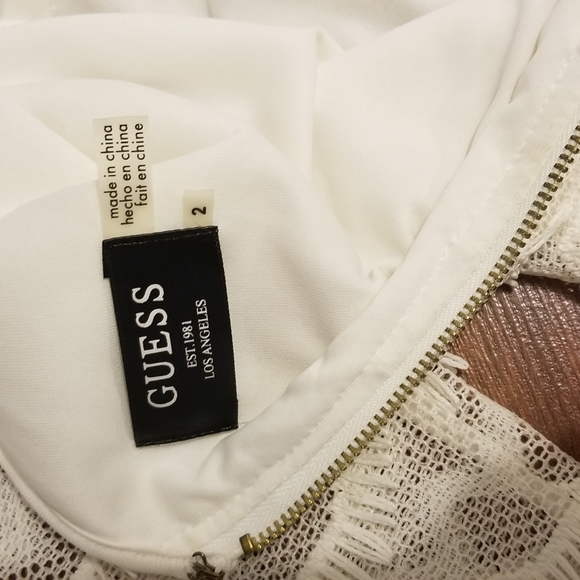 made in china
hecho en china
fait en chine
2
GUESS
EST.1981
LOS ANGELES